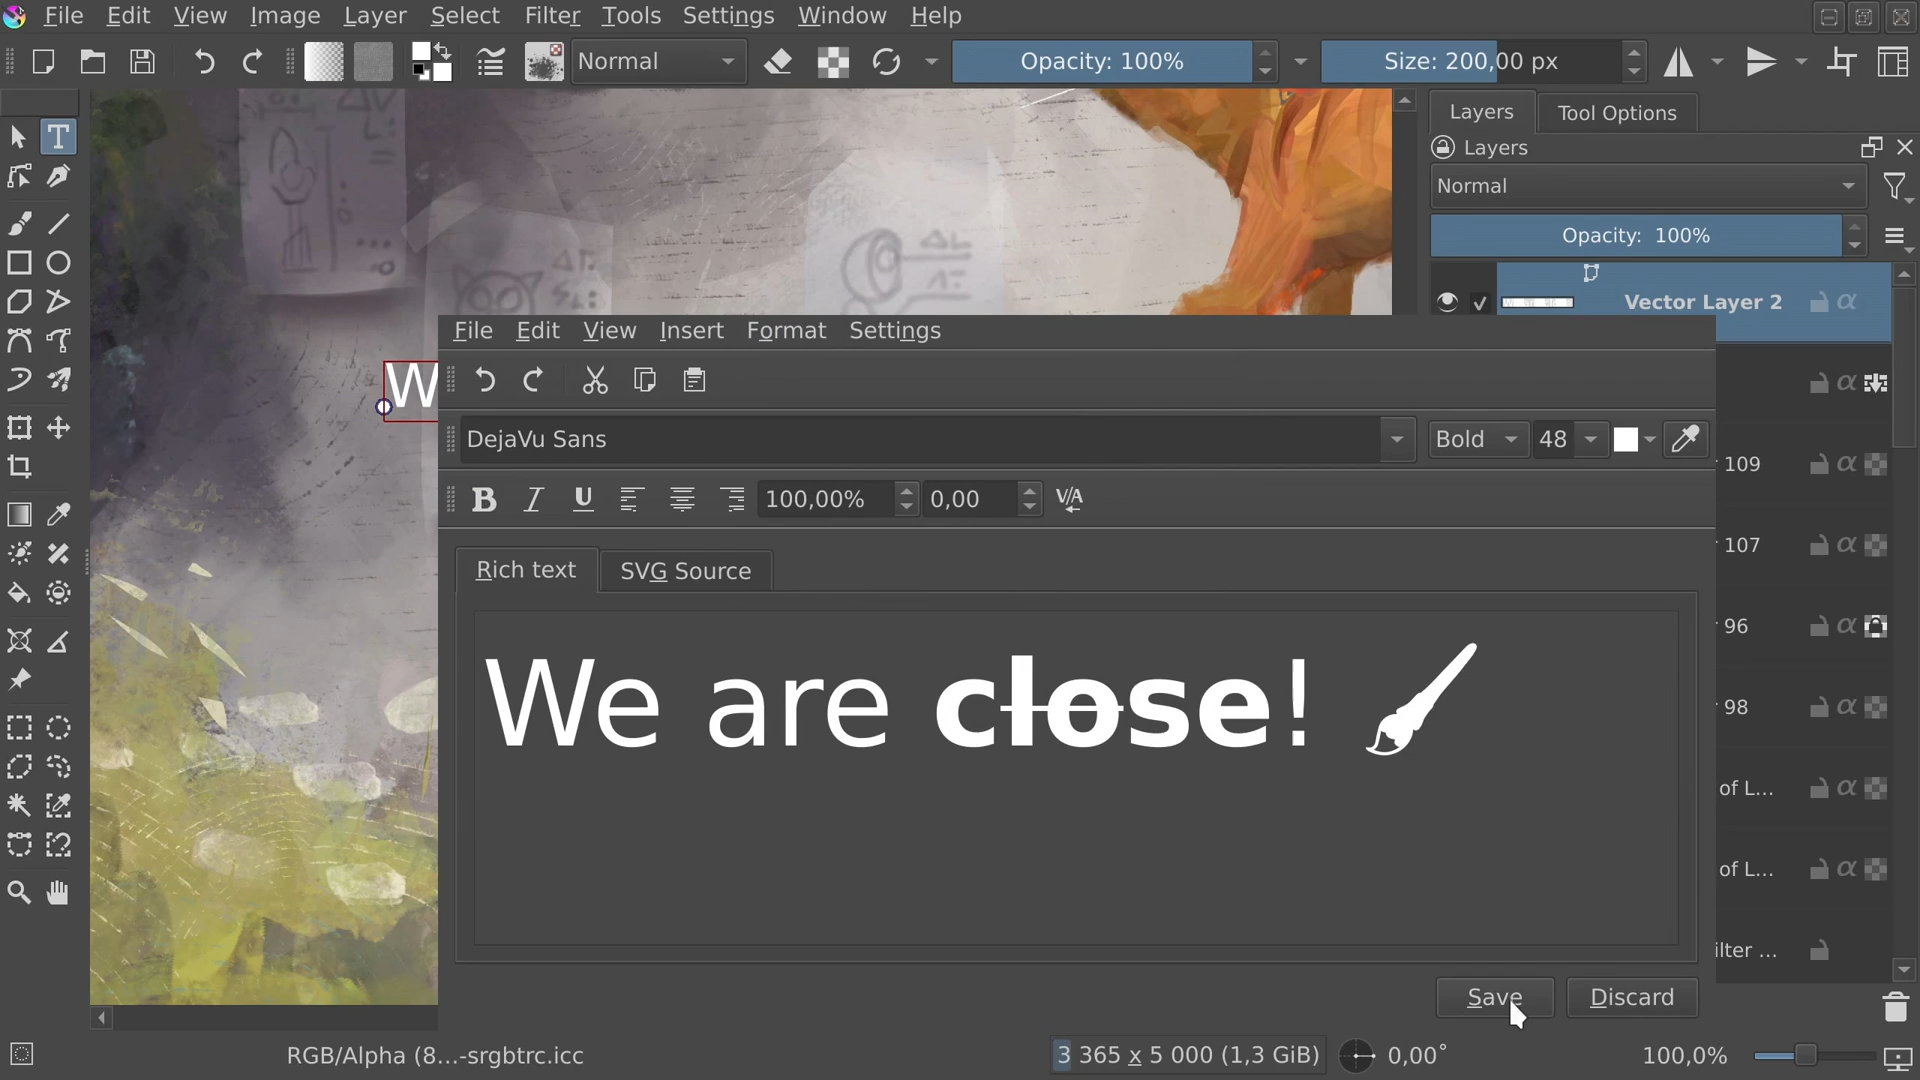 File Edit View Image Layer Select Filter Tools Settings Window Help
Normal Opacity: 100% Size: 200,00 px
Layers Tool Options
Layers
Normal
Opacity: 100%
Vector Layer 2
W
File Edit View Insert Format Settings
DejaVu Sans Bold 48
100,00% 0,00
Rich text SVG Source
We are close!
109
107
96
98
of L...
of L...
ilter ...
Save Discard
RGB/Alpha (8...-srgbtrc.icc 3 365 x 5 000 (1,3 GiB) 0,00° 100,0%